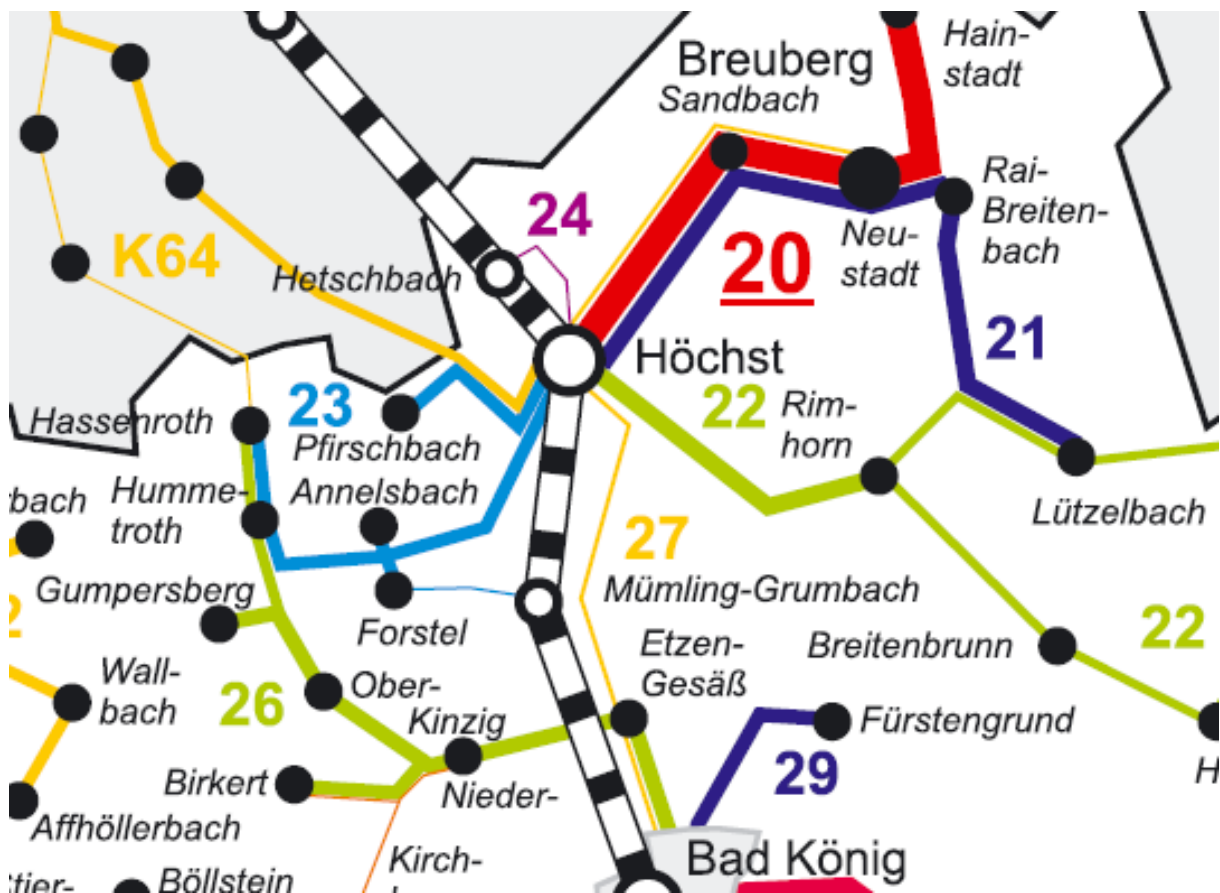 Hain-
stadt
Breuberg
Sandbach
Rai-
Breiten-
bach
24
K64
Hetschbach
20
Neu-
stadt
21
Höchst
23
22
Rim-
horn
Hassenroth
Pfirschbach
Annelsbach
Humme-
troth
rbach
Lützelbach
27
Gumpersberg
Mümling-Grumbach
2
Forstel
Etzen-
Gesäß
Breitenbrunn
22
Wall-
bach
26
Ober-
Kinzig
Nieder-
Fürstengrund
29
H
Birkert
Affhöllerbach
Bad König
Kirch-
Böllstein
tier-